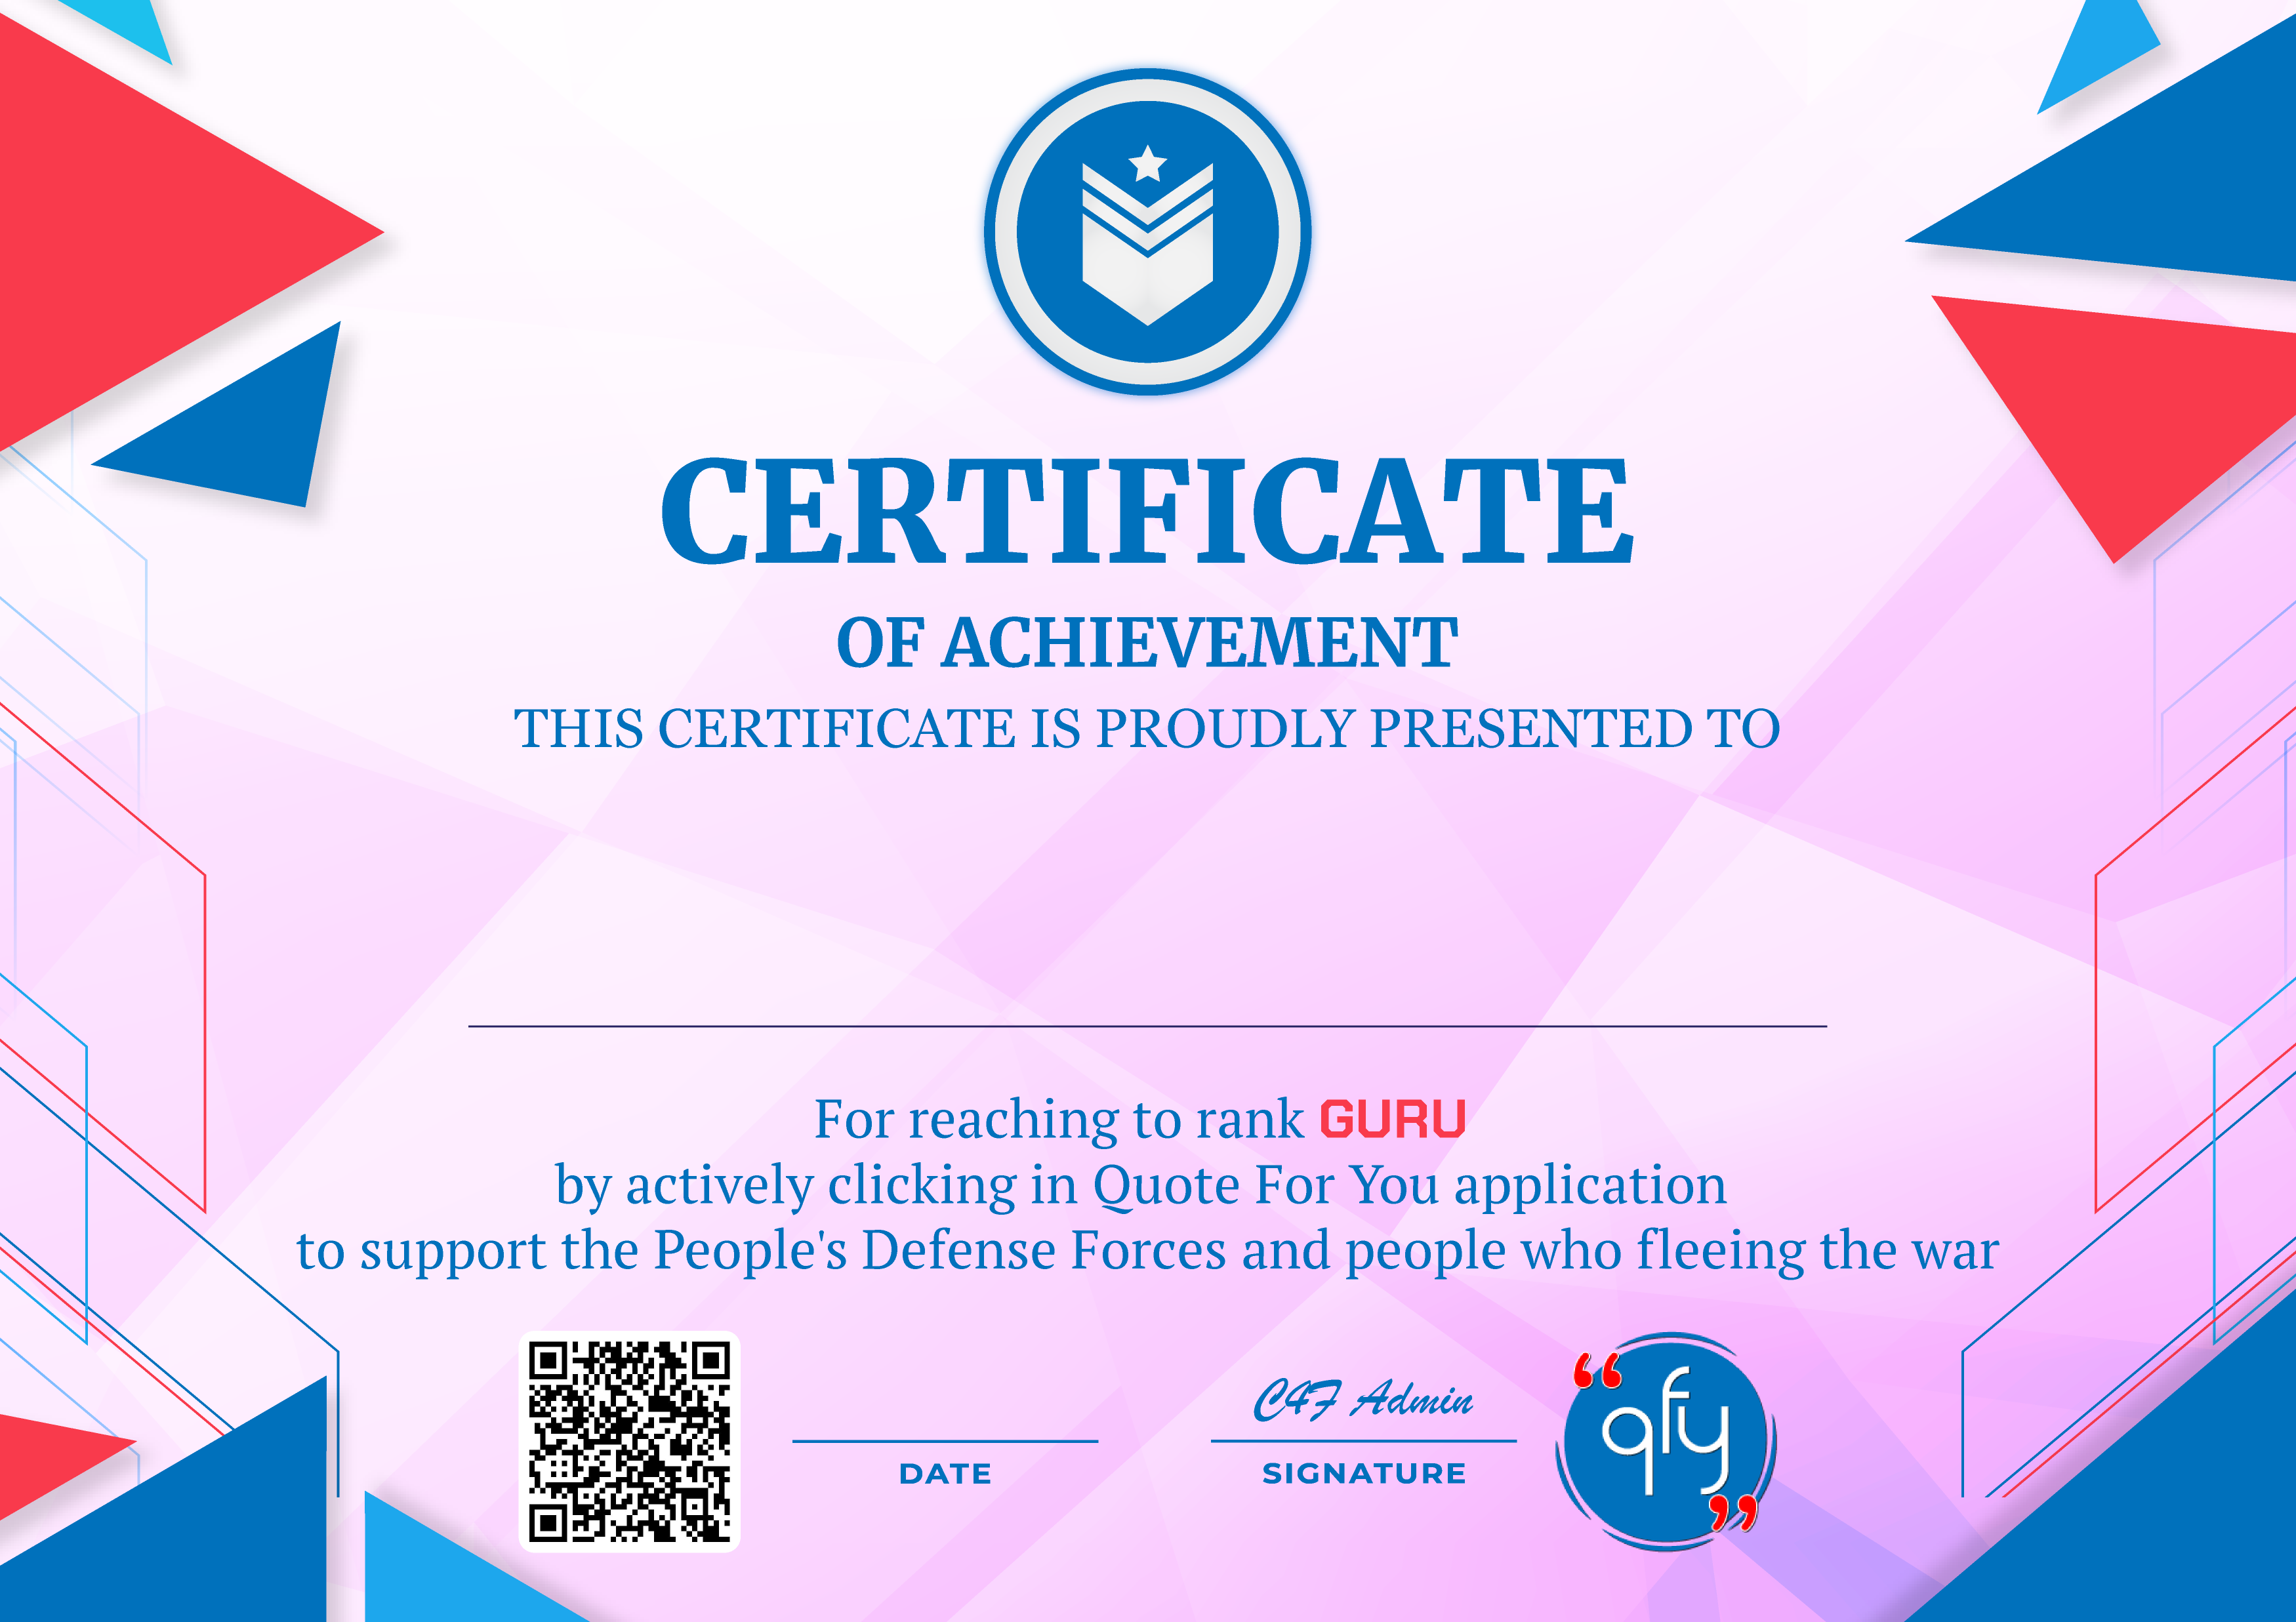 CERTIFICATE
OF ACHIEVEMENT
THIS CERTIFICATE IS PROUDLY PRESENTED TO
For reaching to rank GURU
by actively clicking in Quote For You application
to support the People's Defense Forces and people who fleeing the war
C4F Admin
DATE
SIGNATURE
“qfy”